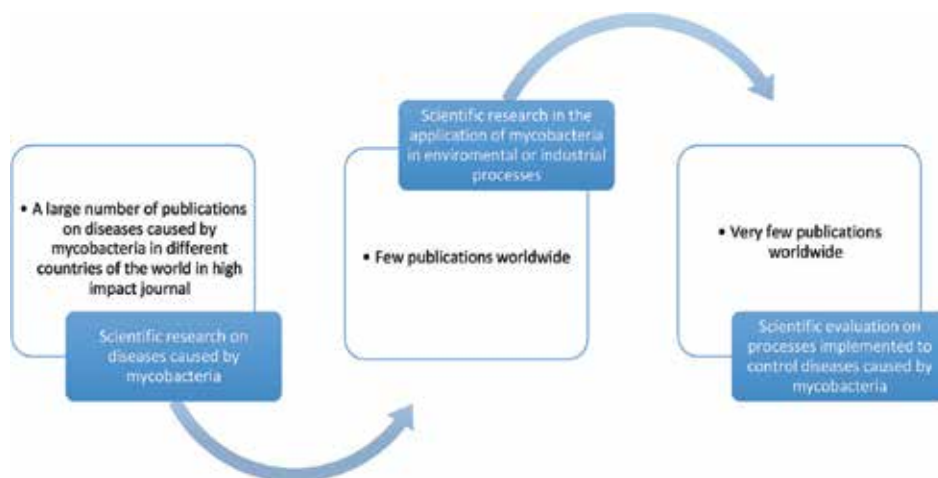 • A large number of publications
on diseases caused by
mycobacteria in different
countries of the world in high
impact journal
Scientific research on
diseases caused by
mycobacteria
Scientific research in the
application of mycobacteria
in enviromental or industrial
processes
• Few publications worldwide
• Very few publications
worldwide
Scientific evaluation on
processes implemented to
control diseases caused by
mycobacteria